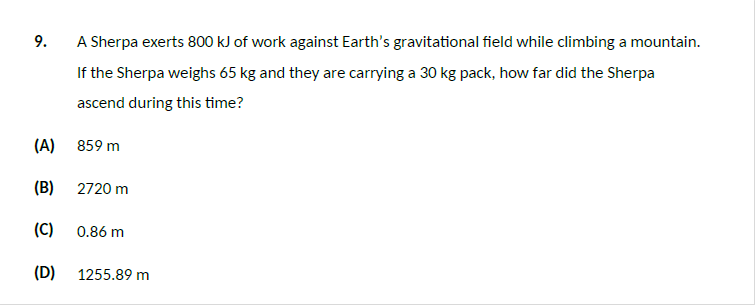 9. A Sherpa exerts 800 kJ of work against Earth's gravitational field while climbing a mountain.
If the Sherpa weighs 65 kg and they are carrying a 30 kg pack, how far did the Sherpa
ascend during this time?
(A) 859 m
(B) 2720 m
(C) 0.86 m
(D) 1255.89 m